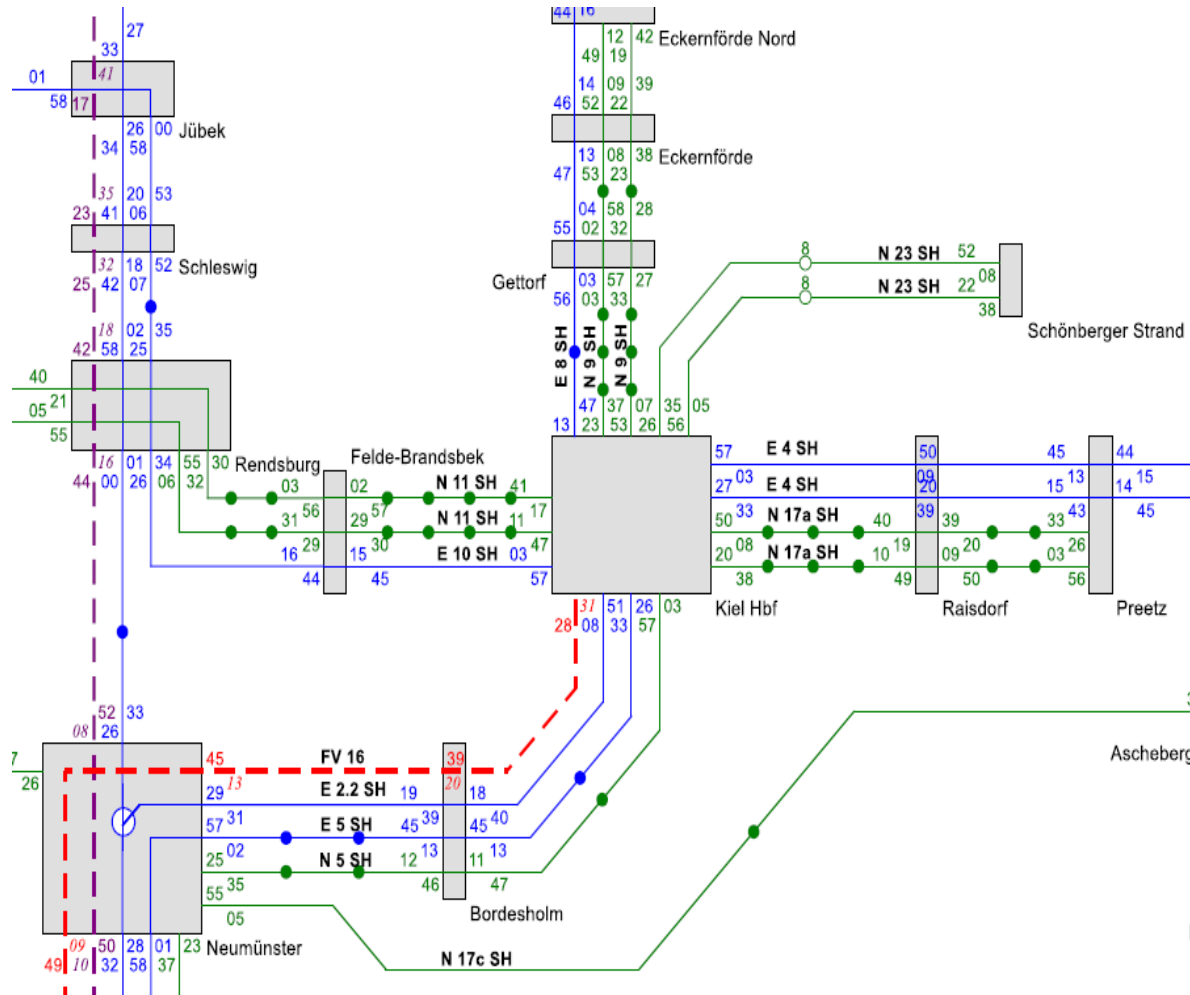 44 16
27
12 42 Eckernförde Nord
33
49 19
01 41
14 09 39
58 17
46 52 22
26 00 Jübek
34 58
13 08 38 Eckernförde
47 53 23
35 20 53
04 58 28
23 41 06
55 02 32
N 23 SH 52
8
32 18 52 Schleswig
08
25 42 07
Gettorf 03 57 27
N 23 SH 22
8
56 03 33
38
18 02 35
Schönberger Strand
42 58 25
E 8 SH
N 9 SH
N 9 SH
40
21
05
55
47 37 07 35 05
13 23 53 26 56
57 E 4 SH 50 45 44
03 09 13 15
16 01 34 55 30 Rendsburg
Felde-Brandsbek
44 00 26 06 32
27 E 4 SH 20 15 14
33 39 43 45
03 02 N 11 SH 41
56 57 17
50 N 17a SH 40 39 33
08 19 20 26
31 29 N 11 SH 11
29 30 47
20 N 17a SH 10 09 03
38 49 50 56
16 15 E 10 SH 03
44 45 57
Kiel Hbf
Raisdorf
Preetz
31 51 26 03
28 08 33 57
52 33
08 26
3
7
26
45 FV 16 39
13 20
Ascheberg
29 E 2.2 SH 19 18
31 39 40
57 E 5 SH 45 45
02 13 13
25 N 5 SH 12 11
35 46 47
55
05
Bordesholm
09 50 28 01 23 Neumünster
49 10 32 58 37
N 17c SH